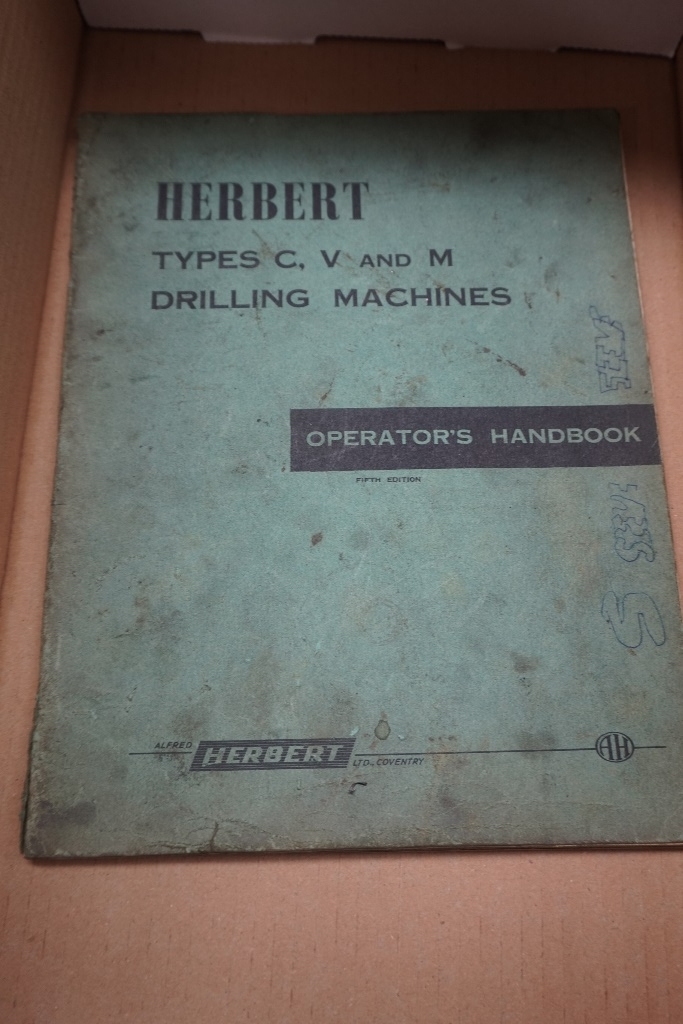 HERBERT
TYPES C, V AND M
DRILLING MACHINES
OPERATOR'S HANDBOOK
FIFTH EDITION
ALFRED HERBERT LTD., COVENTRY
AH